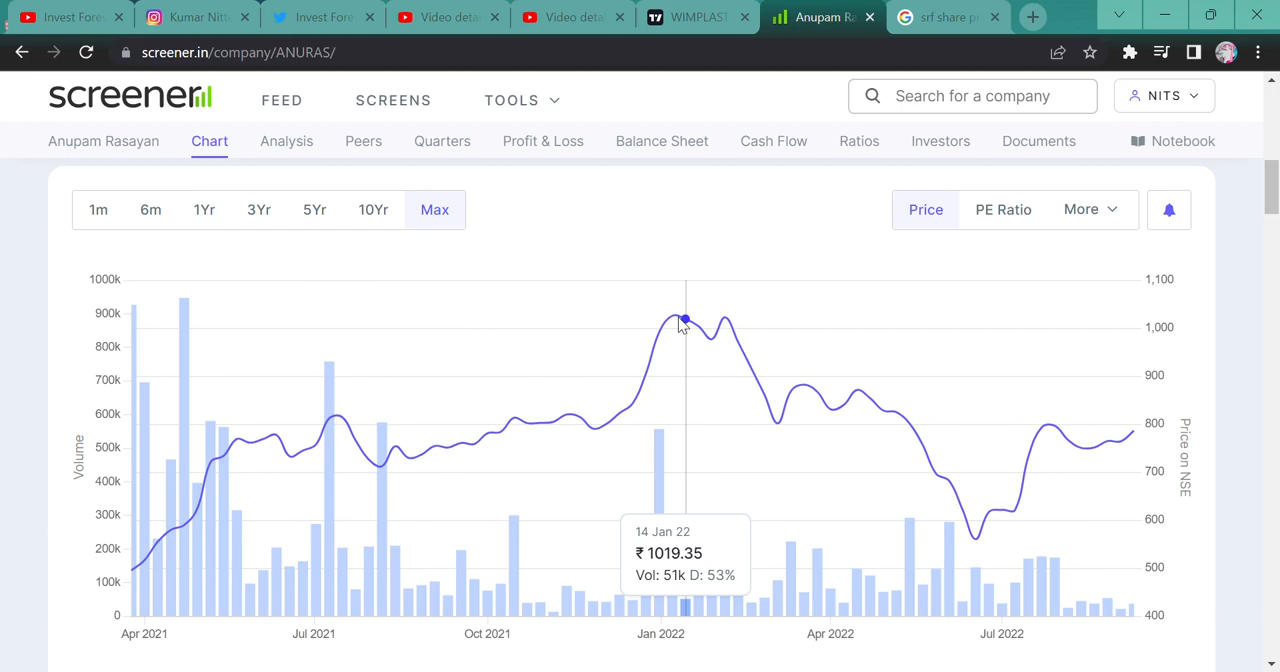 Invest Fore
Kumar Nitt
Invest Fore
Video deta
Video deta
WIMPLAST
Anupam Ra
srf share p
screener.in/company/ANURAS/
screener
FEED
SCREENS
TOOLS
Search for a company
NITS
Anupam Rasayan
Chart
Analysis
Peers
Quarters
Profit & Loss
Balance Sheet
Cash Flow
Ratios
Investors
Documents
Notebook
1m
6m
1Yr
3Yr
5Yr
10Yr
Max
Price
PE Ratio
More
1000k
900k
800k
700k
600k
500k
400k
300k
200k
100k
0
Volume
1,100
1,000
900
800
700
600
500
400
Price on NSE
14 Jan 22
₹ 1019.35
Vol: 51k D: 53%
Apr 2021
Jul 2021
Oct 2021
Jan 2022
Apr 2022
Jul 2022